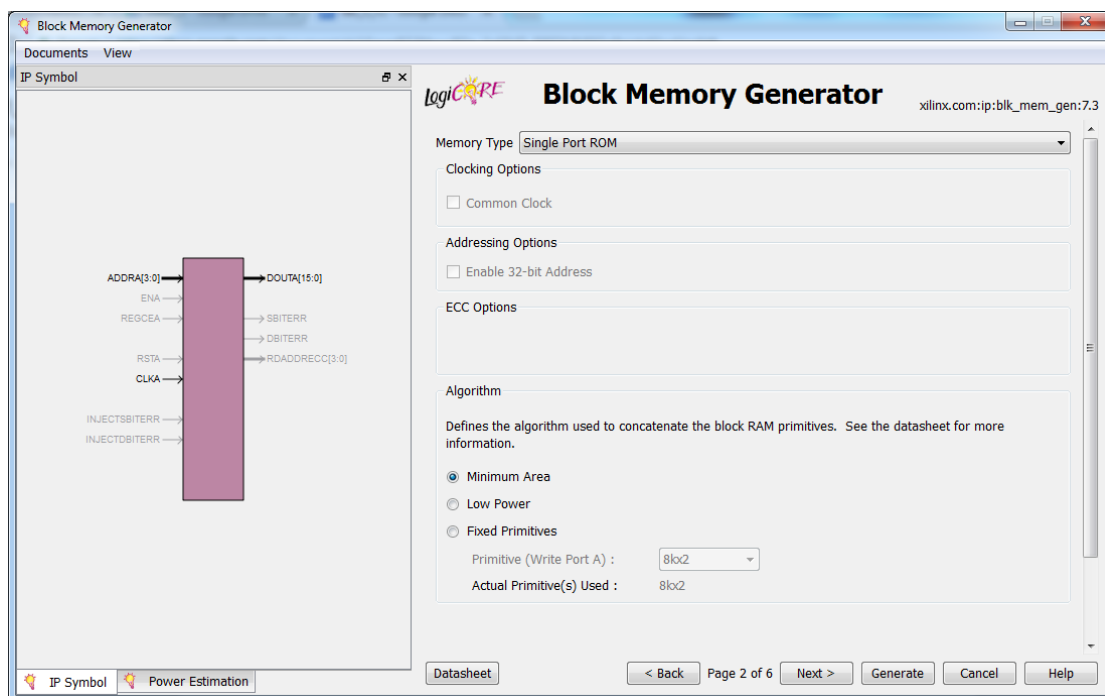 Block Memory Generator
Documents View
IP Symbol
ADDRA[3:0]
DOUTA[15:0]
ENA
REGCEA
SBITERR
DBITERR
RSTA
RDADDRECC[3:0]
CLKA
INJECTSBITERR
INJECTDBITERR
IP Symbol
Power Estimation
LogiCORE
Block Memory Generator
xilinx.com:ip:blk_mem_gen:7.3
Memory Type Single Port ROM
Clocking Options
Common Clock
Addressing Options
Enable 32-bit Address
ECC Options
Algorithm
Defines the algorithm used to concatenate the block RAM primitives. See the datasheet for more
information.
Minimum Area
Low Power
Fixed Primitives
Primitive (Write Port A) : 8kx2
Actual Primitive(s) Used : 8kx2
Datasheet
< Back Page 2 of 6 Next > Generate Cancel Help